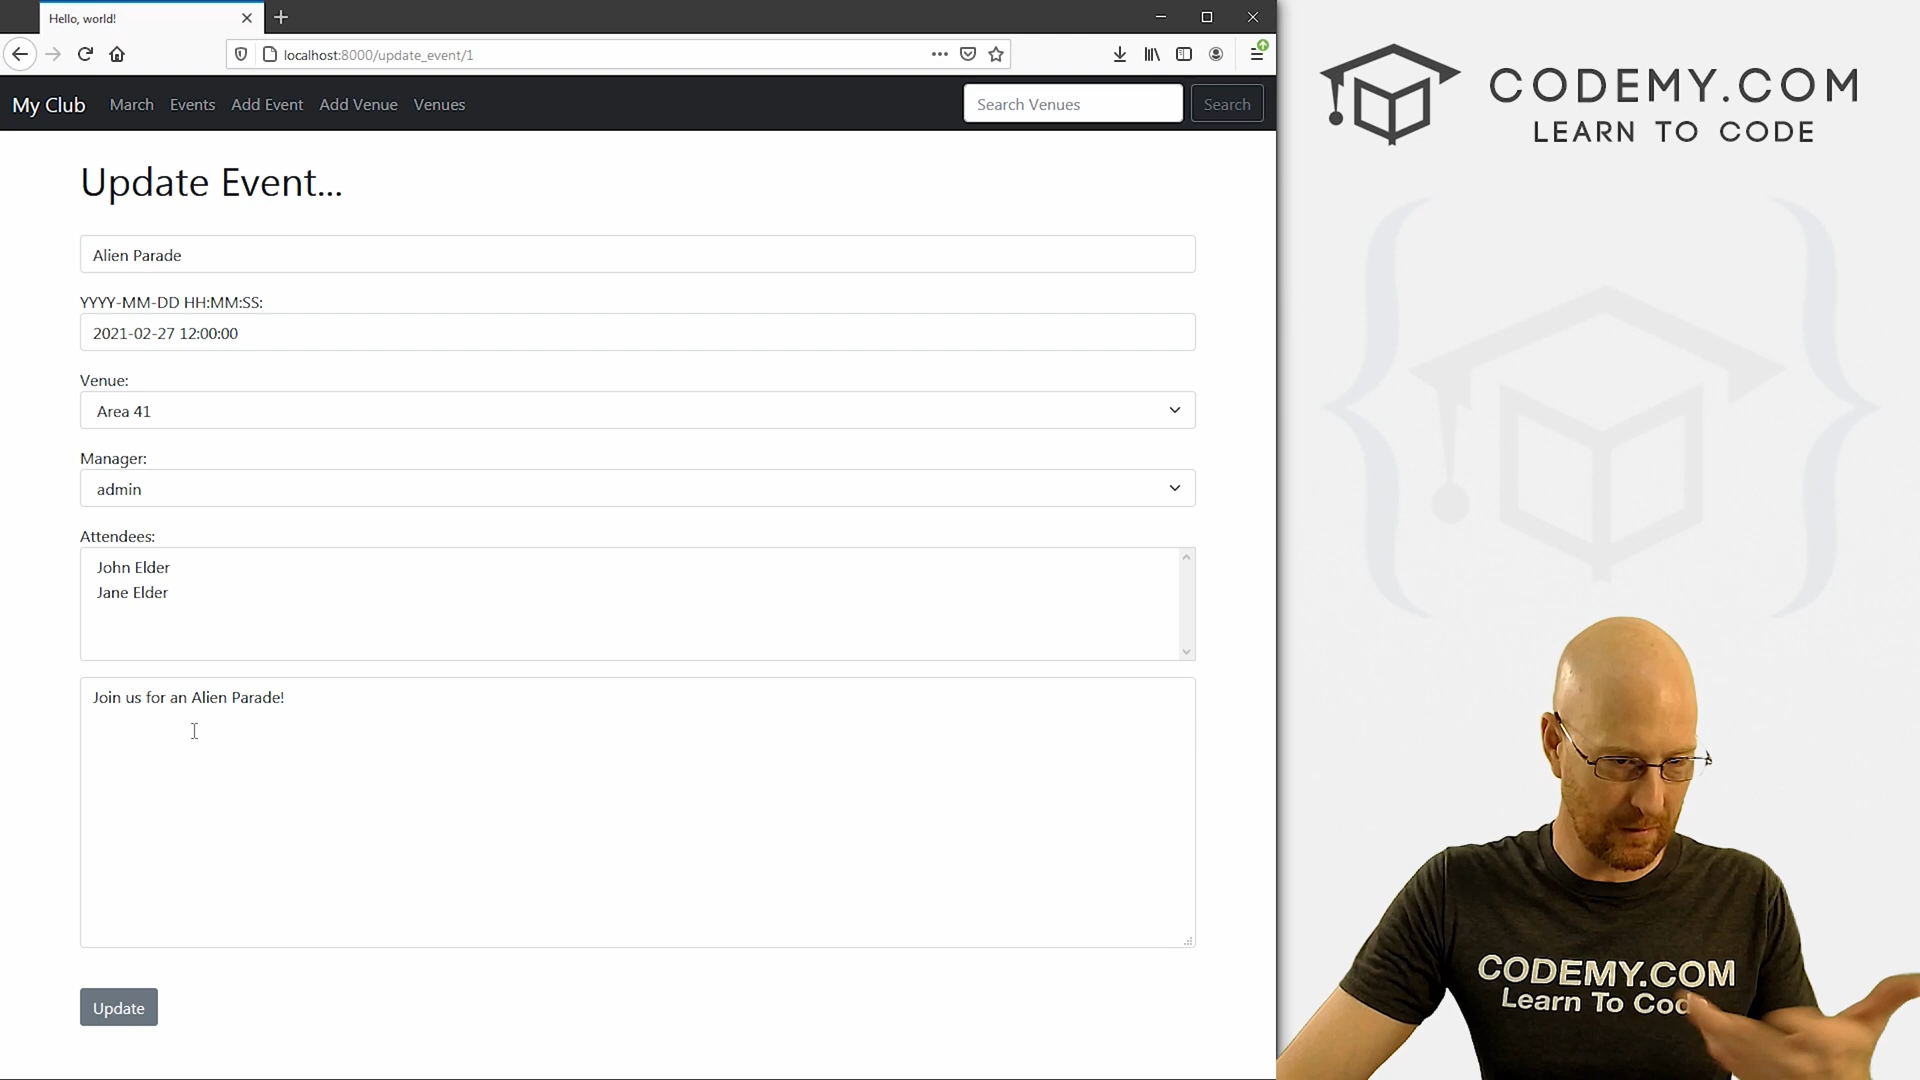 Hello, world!
localhost:8000/update_event/1
My Club March Events Add Event Add Venue Venues Search Venues Search
Update Event...
Alien Parade
YYYY-MM-DD HH:MM:SS:
2021-02-27 12:00:00
Venue:
Area 41
Manager:
admin
Attendees:
John Elder
Jane Elder
Join us for an Alien Parade!
Update
CODEMY.COM
LEARN TO CODE
CODEMY.COM
Learn To Cod